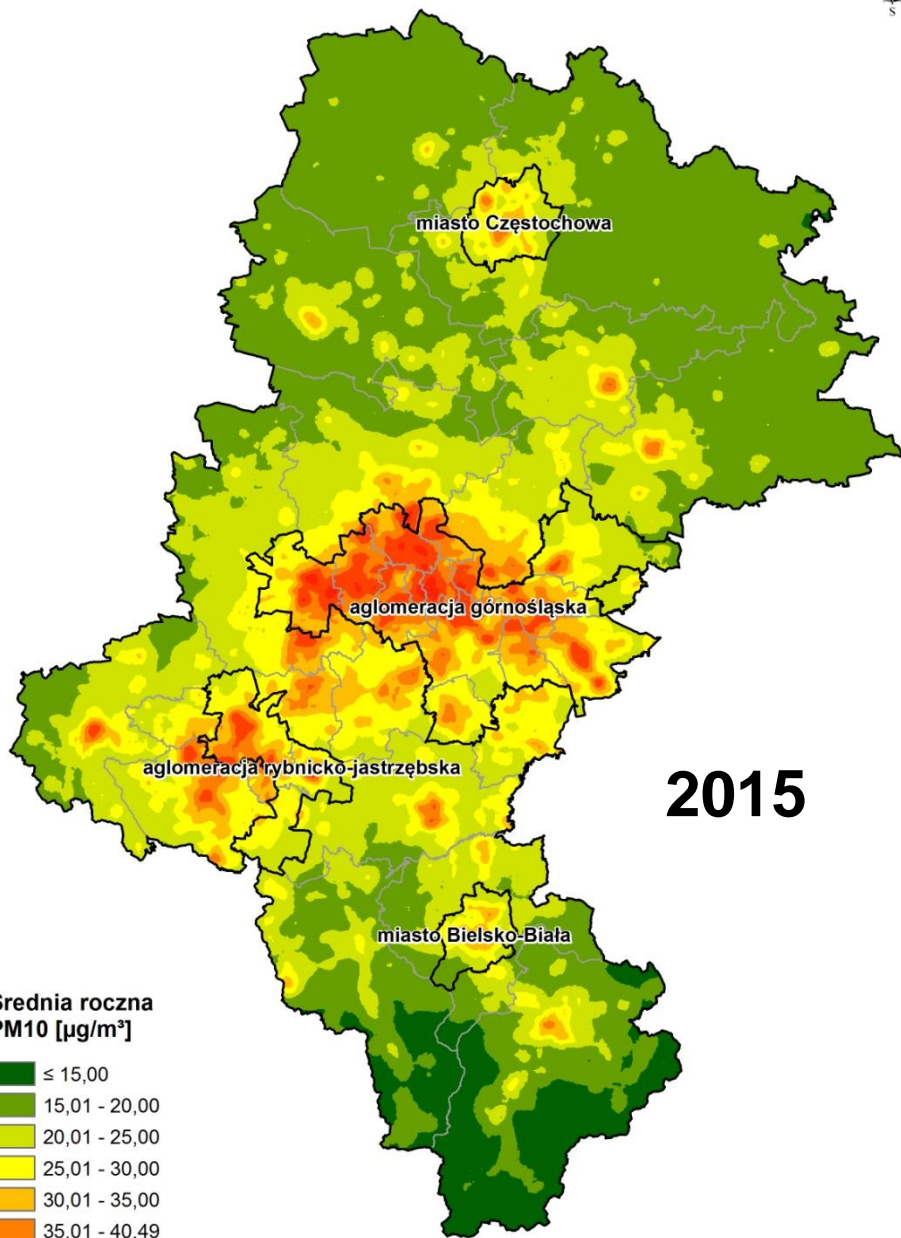 S
miasto Częstochowa
aglomeracja górnośląska
aglomeracja rybnicko-jastrzębska
2015
miasto Bielsko-Biała
Średnia roczna
PM10 [µg/m³]
≤ 15,00
15,01 - 20,00
20,01 - 25,00
25,01 - 30,00
30,01 - 35,00
35,01 - 40,49